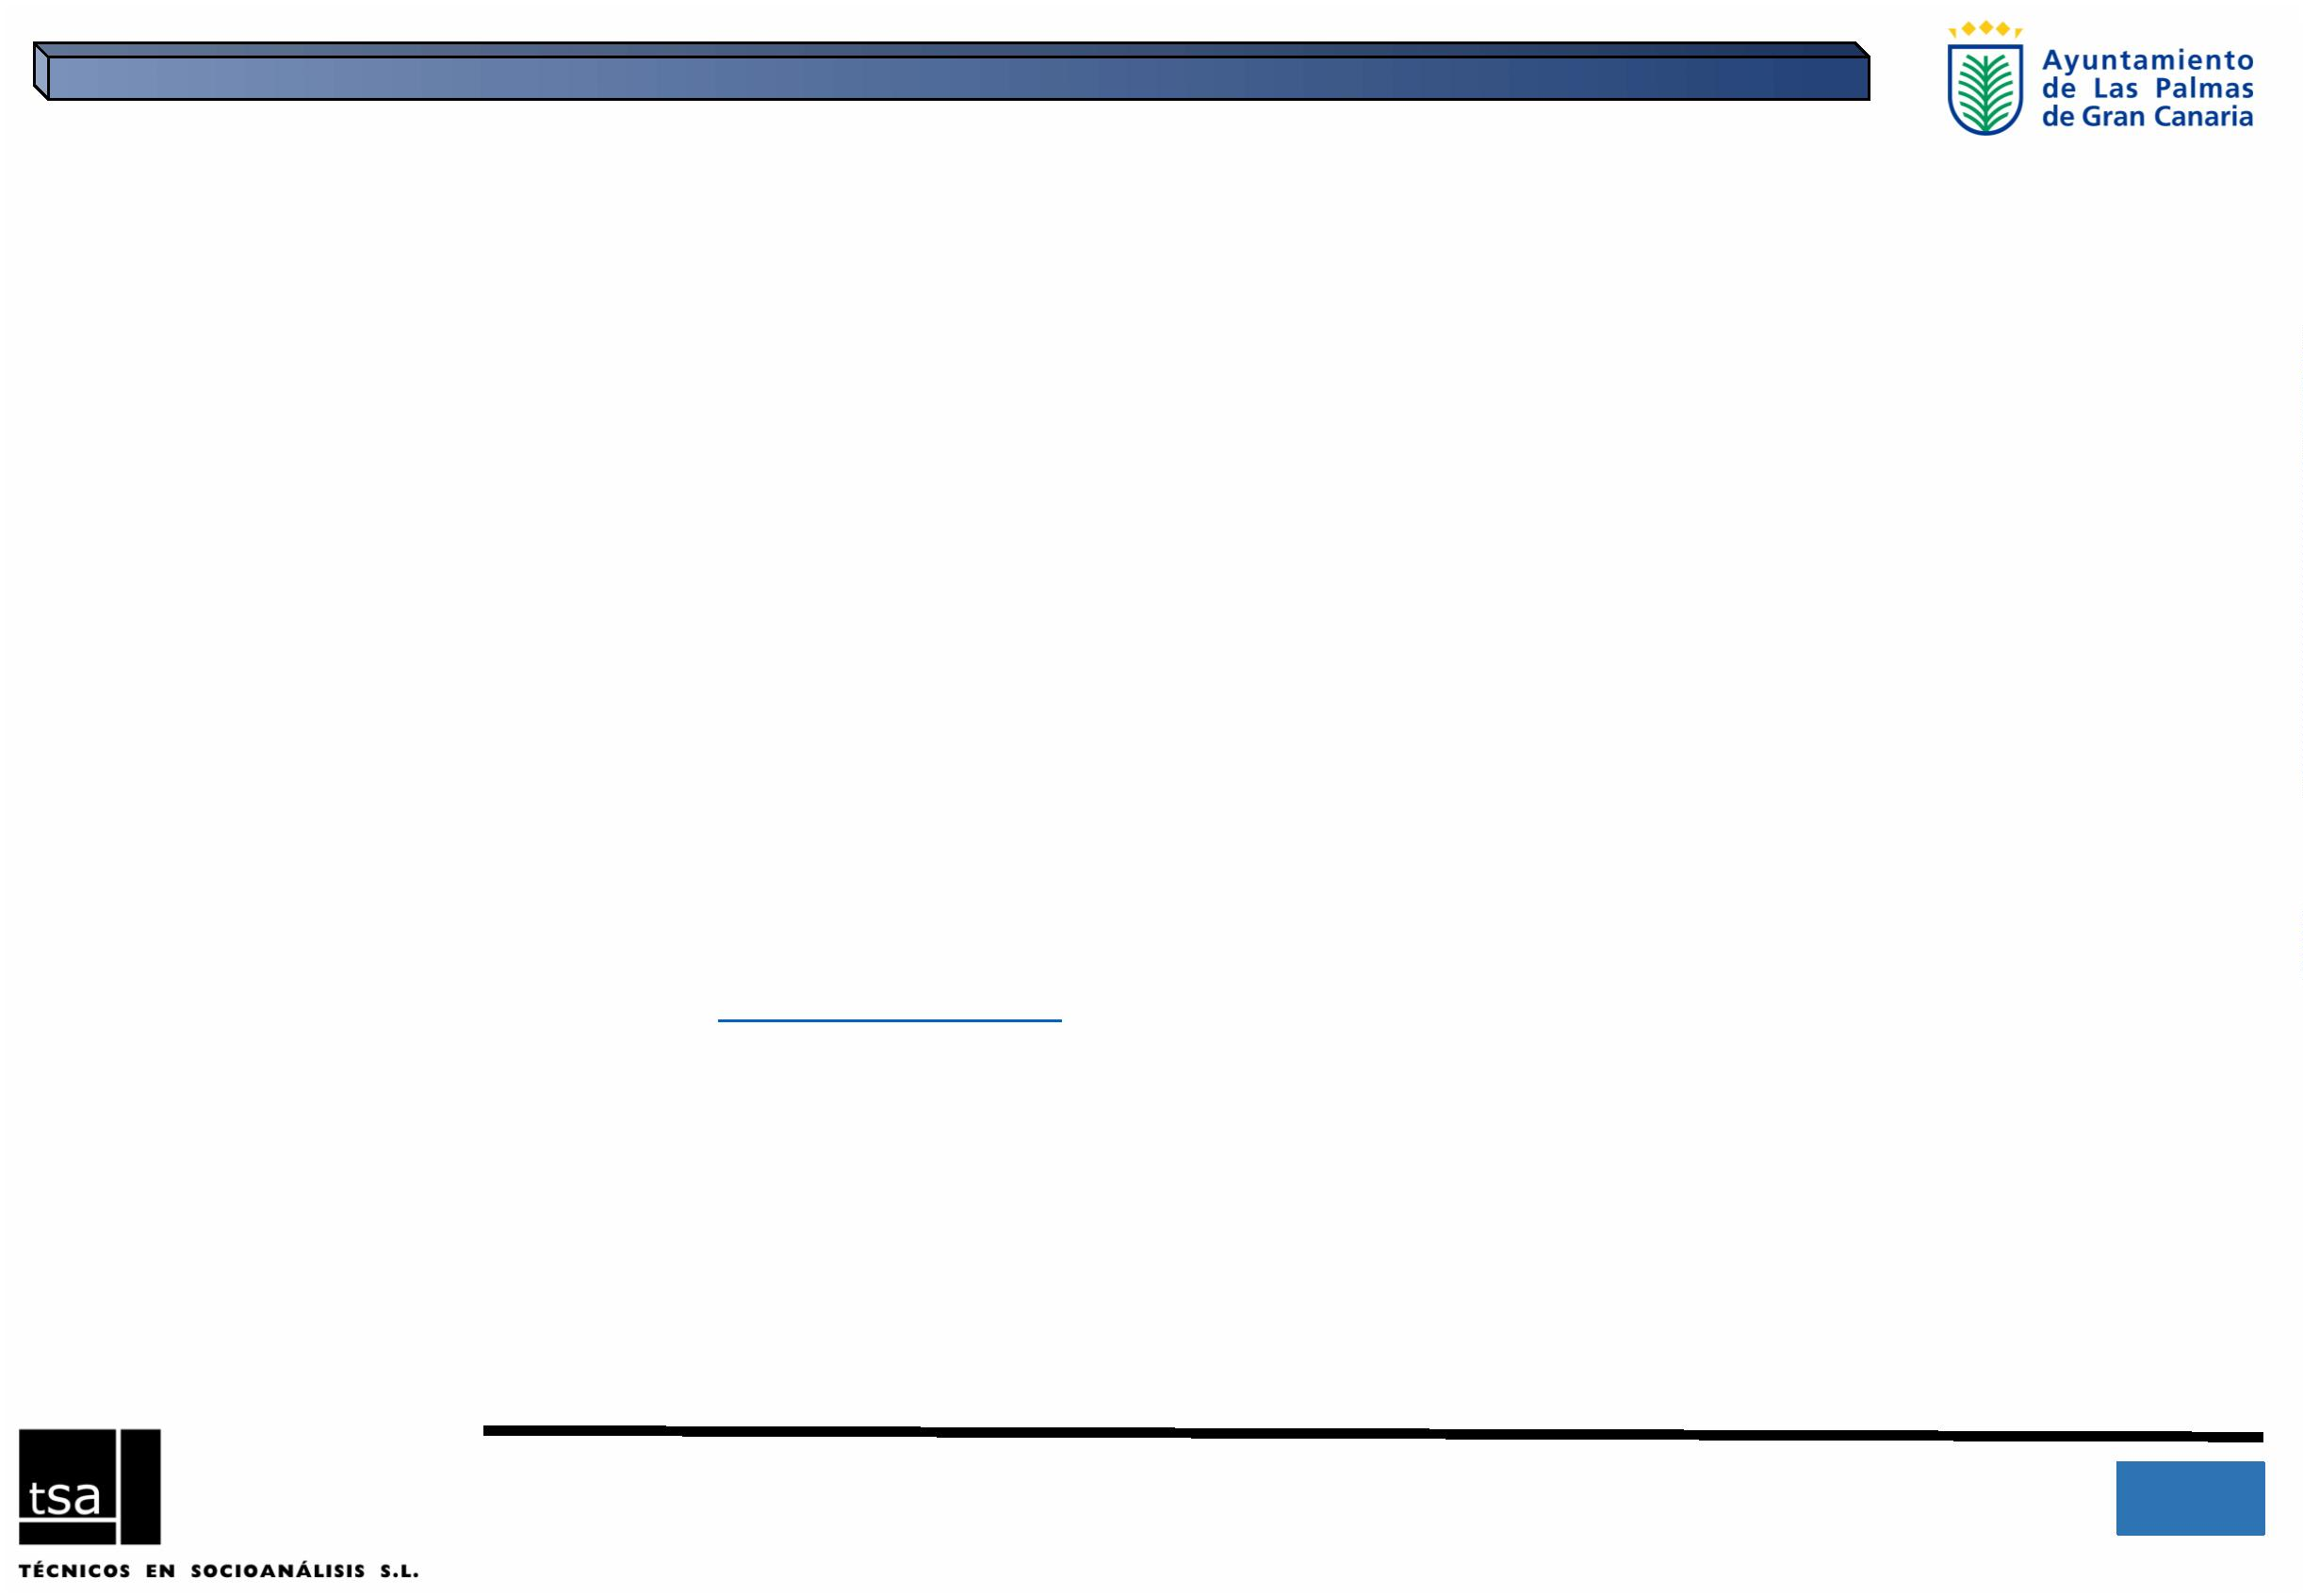 Ayuntamiento
de Las Palmas
de Gran Canaria
tsa
TÉCNICOS EN SOCIOANÁLISIS S.L.